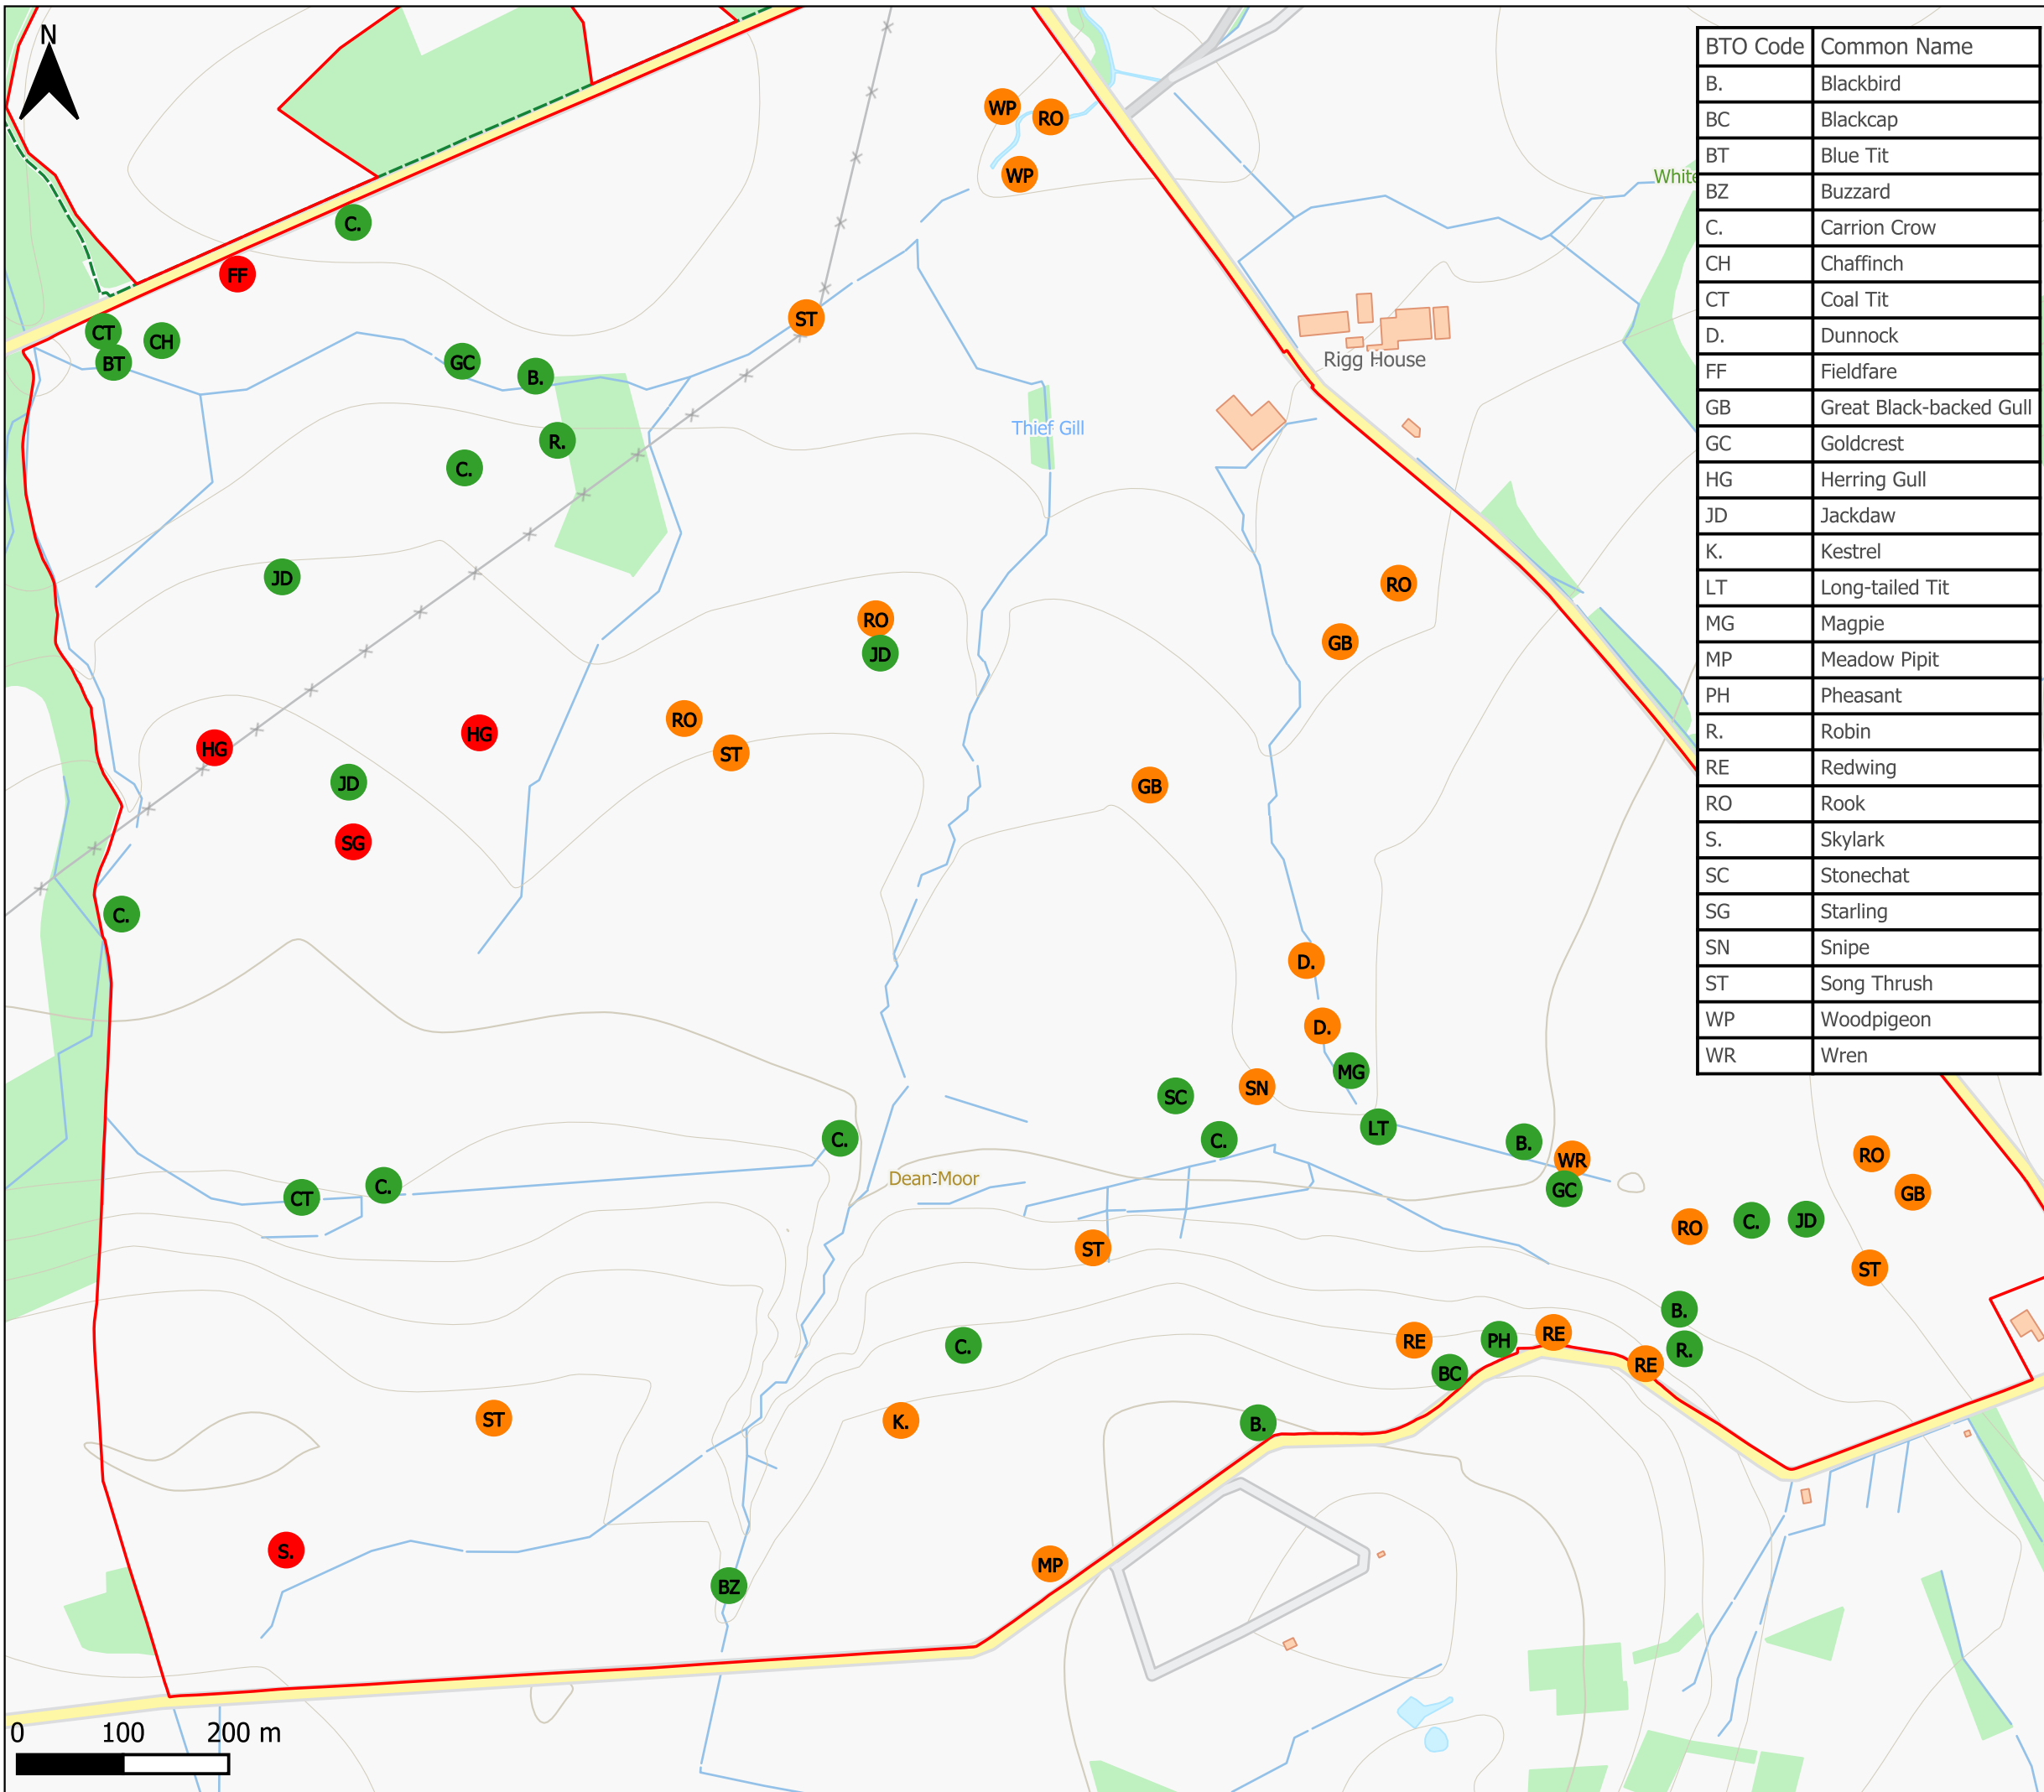 N
WP
RO
WP
C.
FF
CT
CH
BT
GC
B.
ST
R.
C.
Rigg House
Thief Gill
White
JD
RO
JD
RO
GB
RO
ST
HG
HG
JD
SG
GB
C.
D.
D.
MG
SN
SC
C.
LT
B.
WR
GC
C.
C.
CT
Dean Moor
RO
GB
RO
C.
JD
ST
ST
B.
R.
RE
PH
RE
RE
BC
C.
K.
ST
B.
S.
BZ
MP
0 100 200 m
BTO Code Common Name
B. Blackbird
BC Blackcap
BT Blue Tit
BZ Buzzard
C. Carrion Crow
CH Chaffinch
CT Coal Tit
D. Dunnock
FF Fieldfare
GB Great Black-backed Gull
GC Goldcrest
HG Herring Gull
JD Jackdaw
K. Kestrel
LT Long-tailed Tit
MG Magpie
MP Meadow Pipit
PH Pheasant
R. Robin
RE Redwing
RO Rook
S. Skylark
SC Stonechat
SG Starling
SN Snipe
ST Song Thrush
WP Woodpigeon
WR Wren